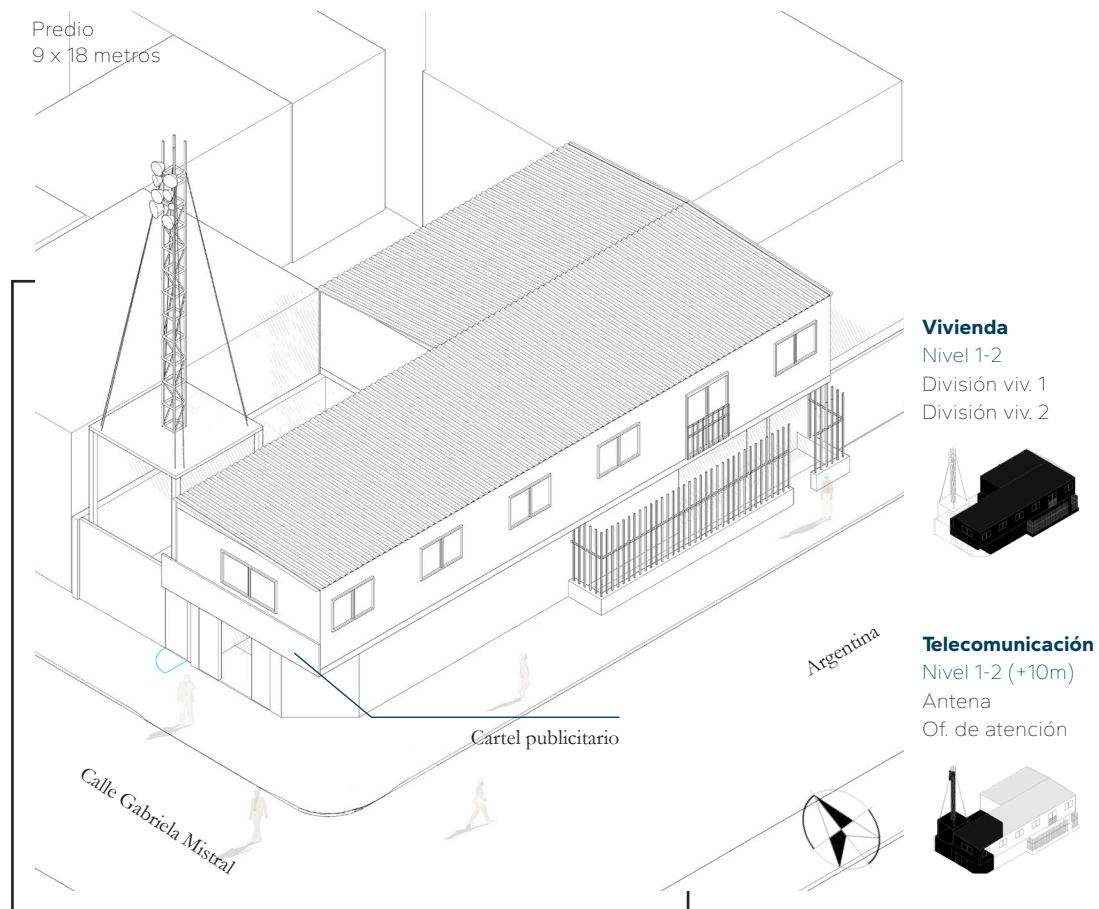 Predio
9 x 18 metros
Vivienda
Nivel 1-2
División viv. 1
División viv. 2
Argentina
Telecomunicación
Nivel 1-2 (+10m)
Antena
Of. de atención
Cartel publicitario
Calle Gabriela Mistral